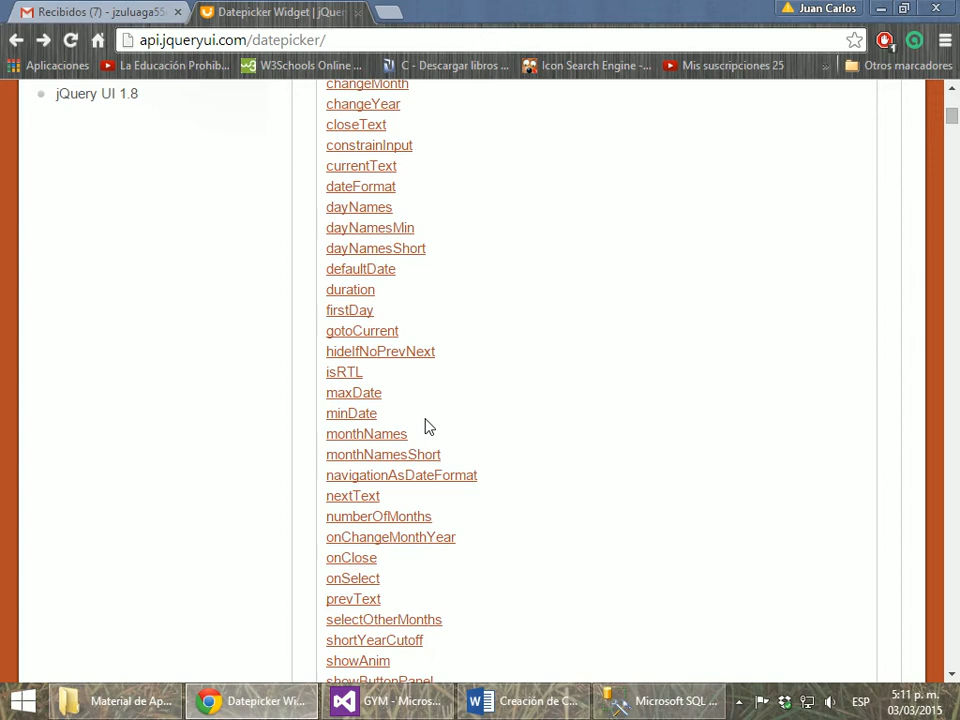 Recibidos (7) - jzuluaga55
Datepicker Widget | jQuer
Juan Carlos
api.jqueryui.com/datepicker/
Aplicaciones
La Educación Prohib...
W3Schools Online ...
C - Descargar libros ...
Icon Search Engine -...
Mis suscripciones 25
»
Otros marcadores
jQuery UI 1.8
changeMonth
changeYear
closeText
constrainInput
currentText
dateFormat
dayNames
dayNamesMin
dayNamesShort
defaultDate
duration
firstDay
gotoCurrent
hideIfNoPrevNext
isRTL
maxDate
minDate
monthNames
monthNamesShort
navigationAsDateFormat
nextText
numberOfMonths
onChangeMonthYear
onClose
onSelect
prevText
selectOtherMonths
shortYearCutoff
showAnim
showButtonPanel
Material de Ap...
Datepicker Wi...
GYM - Micros...
Creación de C...
Microsoft SQL ...
ESP
5:11 p. m.
03/03/2015